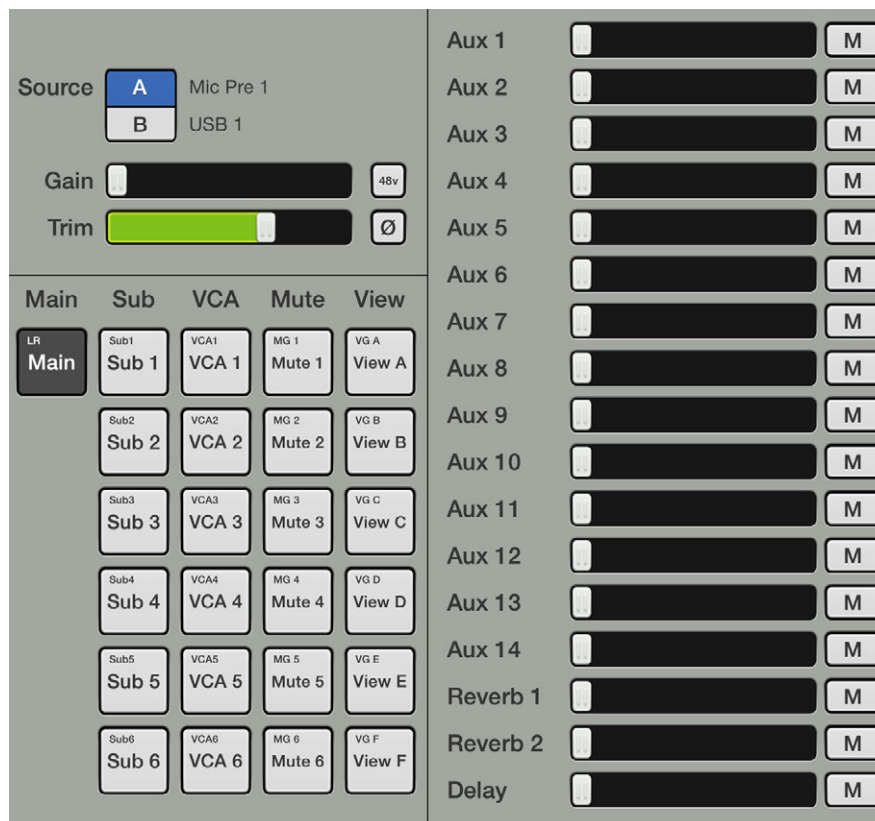 Source
A
Mic Pre 1
B
USB 1
Gain
48v
Trim
Ø
Main Sub VCA Mute View
LR Sub1 VCA1 MG 1 VG A
Main Sub 1 VCA 1 Mute 1 View A
Sub2 VCA2 MG 2 VG B
Sub 2 VCA 2 Mute 2 View B
Sub3 VCA3 MG 3 VG C
Sub 3 VCA 3 Mute 3 View C
Sub4 VCA4 MG 4 VG D
Sub 4 VCA 4 Mute 4 View D
Sub5 VCA5 MG 5 VG E
Sub 5 VCA 5 Mute 5 View E
Sub6 VCA6 MG 6 VG F
Sub 6 VCA 6 Mute 6 View F
Aux 1 M
Aux 2 M
Aux 3 M
Aux 4 M
Aux 5 M
Aux 6 M
Aux 7 M
Aux 8 M
Aux 9 M
Aux 10 M
Aux 11 M
Aux 12 M
Aux 13 M
Aux 14 M
Reverb 1 M
Reverb 2 M
Delay M